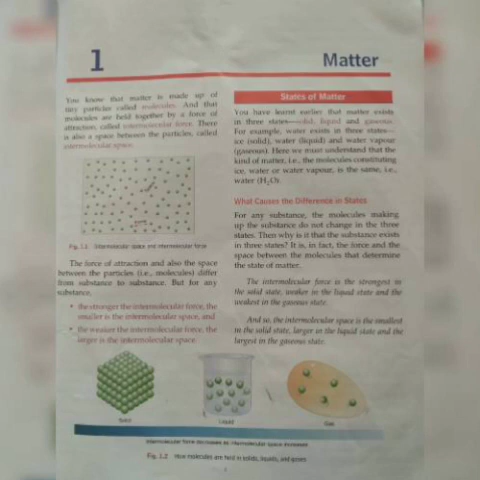 1
Matter
You know that matter is made up of
tiny particles called molecules. And that
molecules are held together by a force of
attraction, called intermolecular force. There
is also a space between the particles, called
intermolecular space.
Fig. 1.1 Intermolecular space and intermolecular force
The force of attraction and also the space
between the particles (i.e., molecules) differ
from substance to substance. But for any
substance,
• the stronger the intermolecular force, the
smaller is the intermolecular space, and
• the weaker the intermolecular force, the
larger is the intermolecular space.
States of Matter
You have learnt earlier that matter exists
in three states—solid, liquid and gaseous.
For example, water exists in three states—
ice (solid), water (liquid) and water vapour
(gaseous). Here we must understand that the
kind of matter, i.e., the molecules constituting
ice, water or water vapour, is the same, i.e.,
water (H₂O).
What Causes the Difference in States
For any substance, the molecules making
up the substance do not change in the three
states. Then why is it that the substance exists
in three states? It is, in fact, the force and the
space between the molecules that determine
the state of matter.
The intermolecular force is the strongest in
the solid state, weaker in the liquid state and the
weakest in the gaseous state.
And so, the intermolecular space is the smallest
in the solid state, larger in the liquid state and the
largest in the gaseous state.
Solid
Liquid
Gas
Intermolecular force decreases as intermolecular space increases
Fig. 1.2 How molecules are held in solids, liquids, and gases